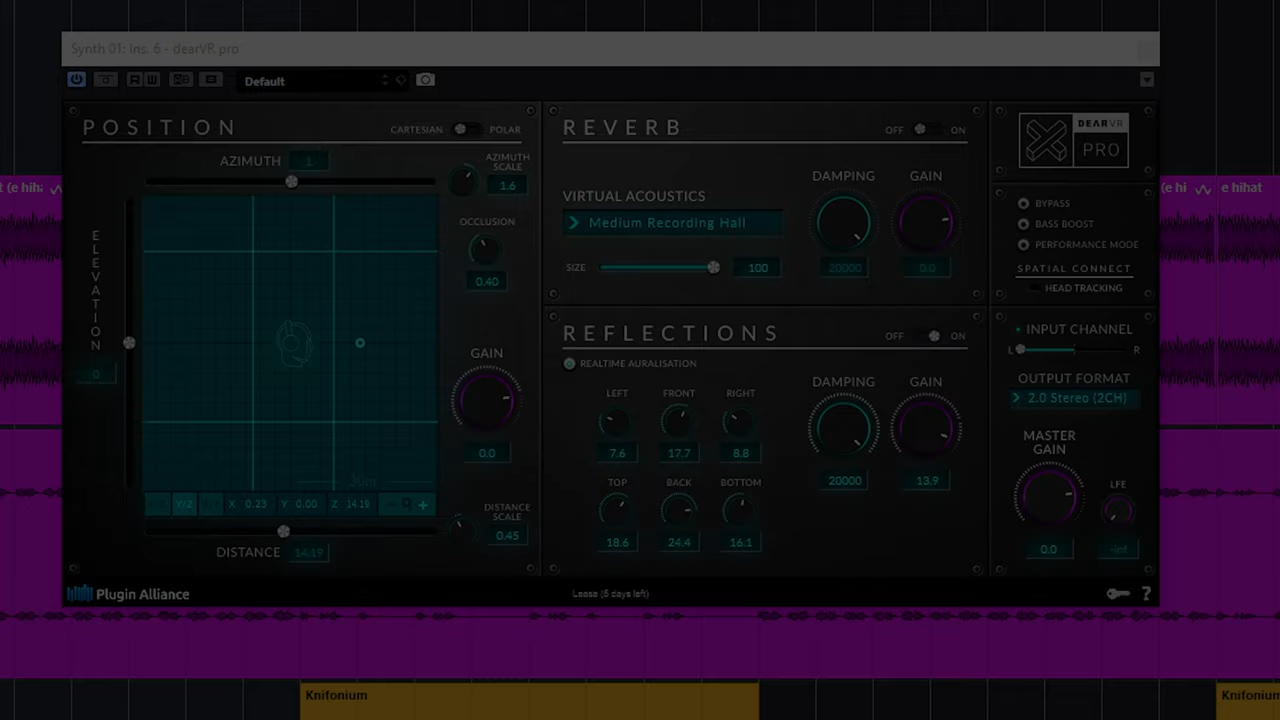 Synth 01: Ins. 6 - dearVR pro
R W
Default
t (e hih
(e hi
e hihat
POSITION
CARTESIAN
POLAR
AZIMUTH
1
AZIMUTH
SCALE
1.6
OCCLUSION
0.40
ELEVATION
0
GAIN
0.0
30m
Y/Z
X 0.23
Y 0.00
Z 14.19
+
DISTANCE
14.19
DISTANCE
SCALE
0.45
REVERB
OFF
ON
VIRTUAL ACOUSTICS
Medium Recording Hall
SIZE
100
DAMPING
20000
GAIN
0.0
REFLECTIONS
OFF
ON
REALTIME AURALISATION
LEFT
FRONT
RIGHT
7.6
17.7
8.8
TOP
BACK
BOTTOM
18.6
24.4
16.1
DAMPING
20000
GAIN
13.9
DEARVR
PRO
BYPASS
BASS BOOST
PERFORMANCE MODE
SPATIAL CONNECT
HEAD TRACKING
INPUT CHANNEL
L
R
OUTPUT FORMAT
2.0 Stereo (2CH)
MASTER
GAIN
0.0
LFE
-inf
Plugin Alliance
Lease (5 days left)
?
Knifonium
Knifonium